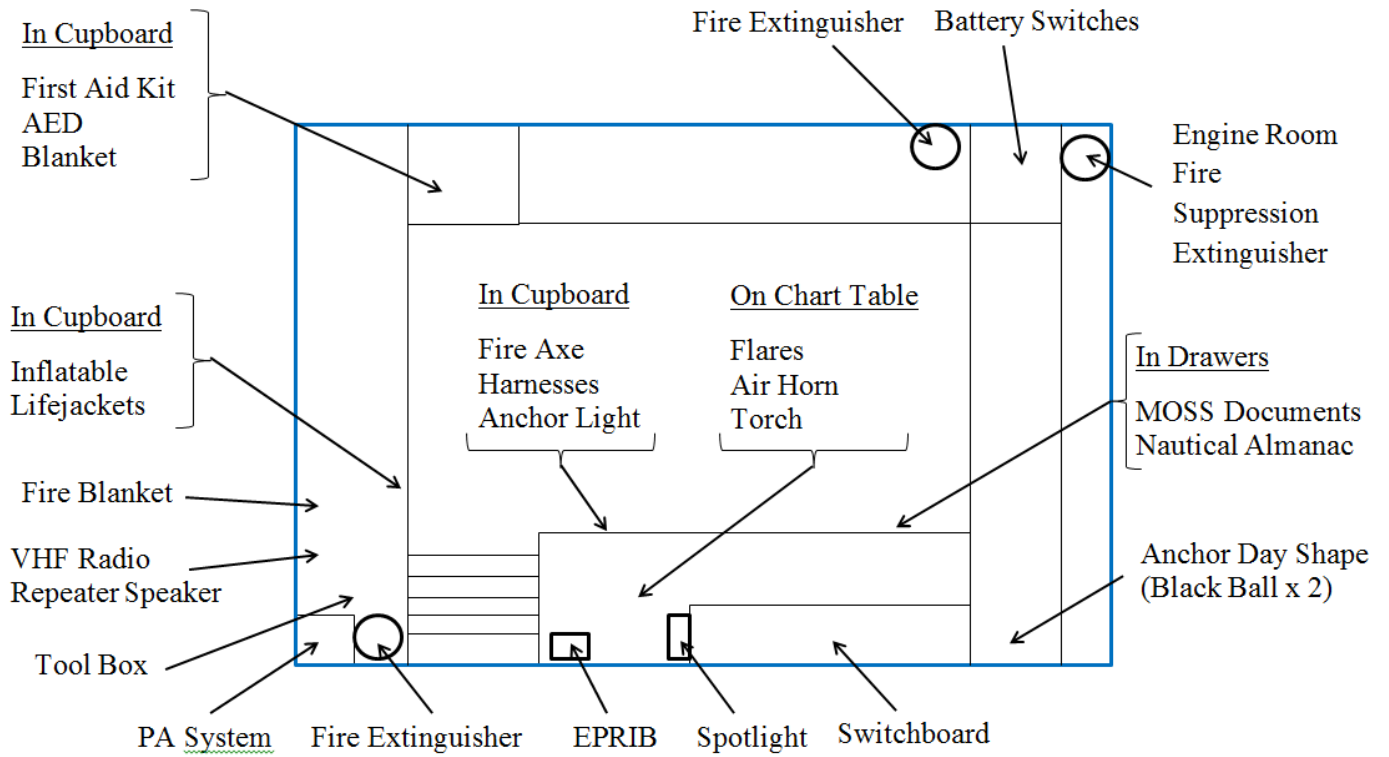 In Cupboard
First Aid Kit
AED
Blanket
Fire Extinguisher
Battery Switches
Engine Room
Fire
Suppression
Extinguisher
In Cupboard
Inflatable
Lifejackets
In Cupboard
Fire Axe
Harnesses
Anchor Light
On Chart Table
Flares
Air Horn
Torch
In Drawers
MOSS Documents
Nautical Almanac
Fire Blanket
VHF Radio
Repeater Speaker
Anchor Day Shape
(Black Ball x 2)
Tool Box
PA System
Fire Extinguisher
EPRIB
Spotlight
Switchboard